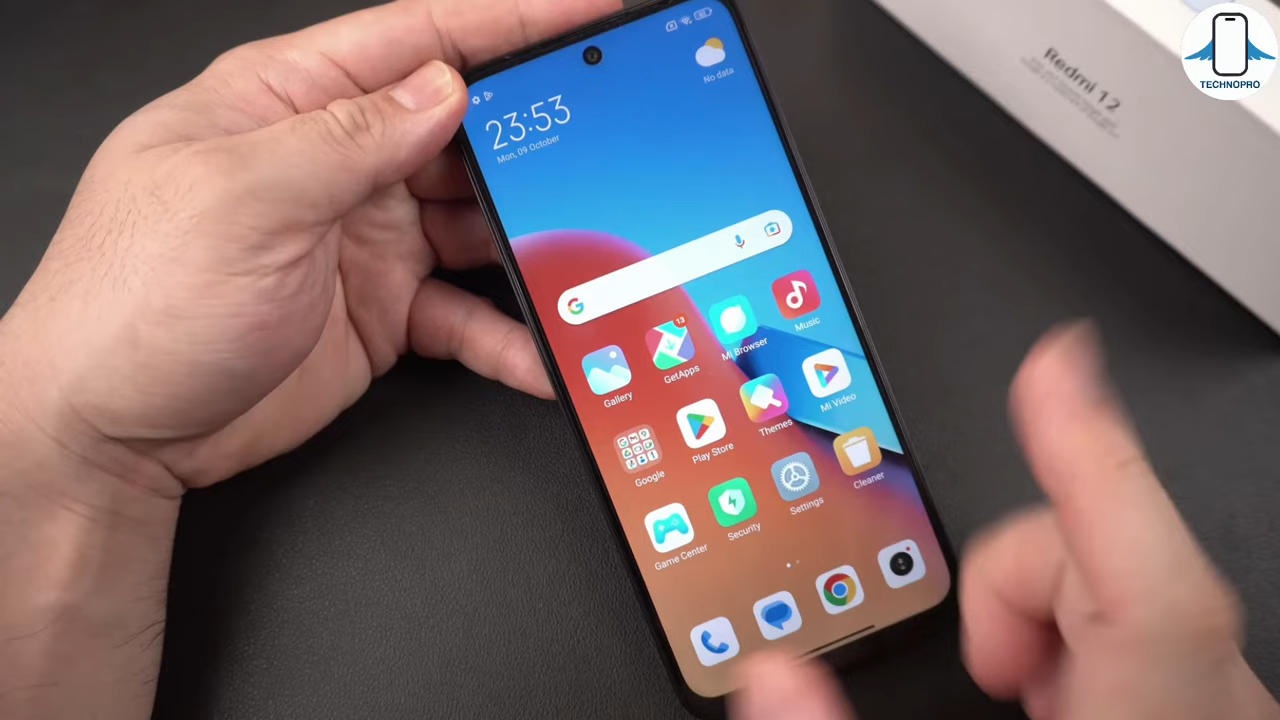 TECHNOPRO
Redmi 12
No data
23:53
Mon, 09 October
G
13
Gallery
GetApps
Mi Browser
Music
Google
Play Store
Themes
Mi Video
Game Center
Security
Settings
Cleaner